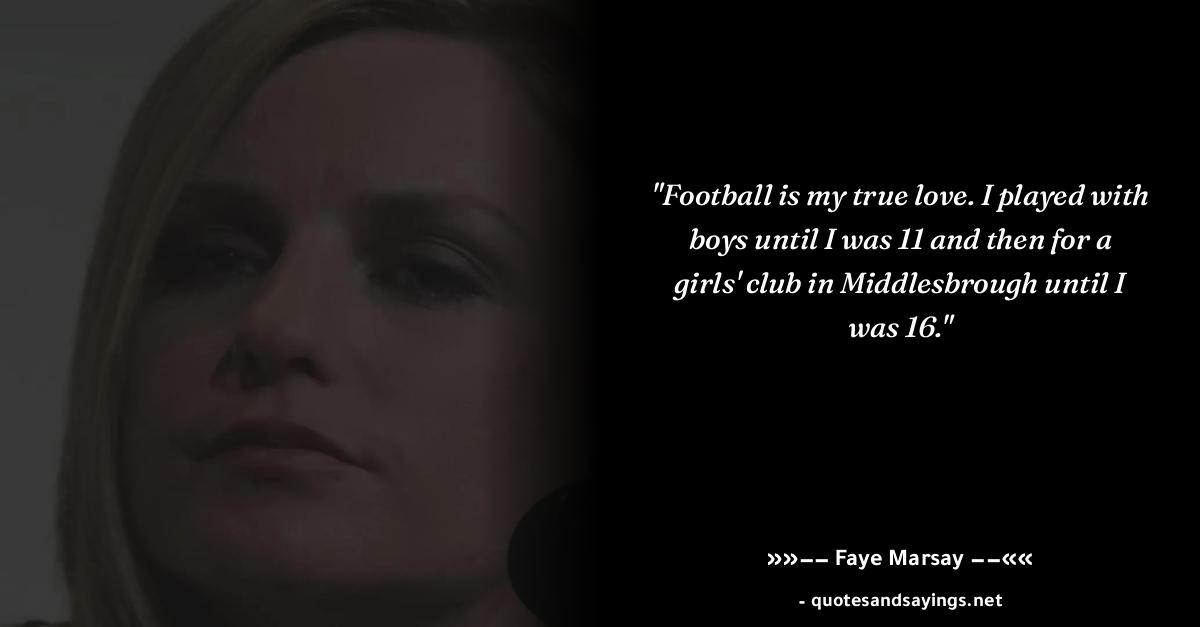 "Football is my true love. I played with
boys until I was 11 and then for a
girls' club in Middlesbrough until I
was 16."
»»−− Faye Marsay −−««
- quotesandsayings.net